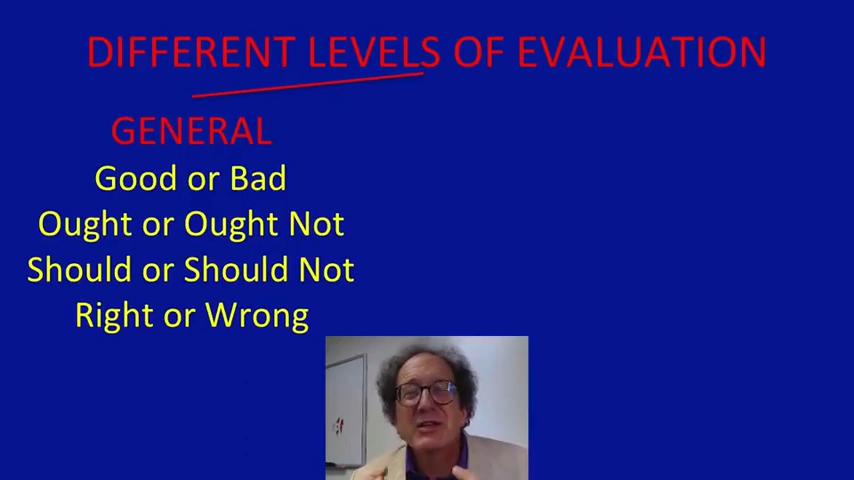 DIFFERENT LEVELS OF EVALUATION
GENERAL
Good or Bad
Ought or Ought Not
Should or Should Not
Right or Wrong